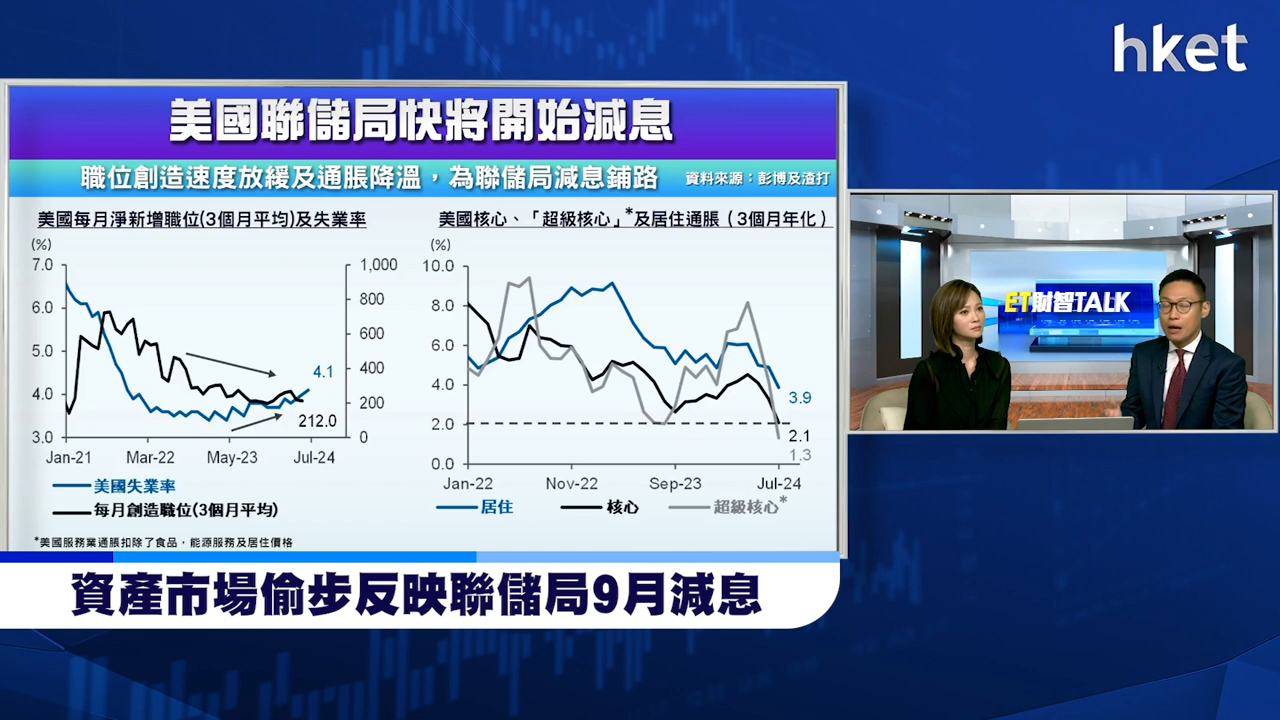 hket
美國聯儲局快將開始減息
職位創造速度放緩及通脹降溫，為聯儲局減息鋪路 資料來源：彭博及渣打
美國每月淨新增職位(3個月平均)及失業率
(%)
7.0
6.0
5.0
4.0
3.0
1,000
800
600
400
200
0
4.1
212.0
Jan-21 Mar-22 May-23 Jul-24
美國失業率
每月創造職位(3個月平均)
*美國服務業通脹扣除了食品，能源服務及居住價格
美國核心、「超級核心」*及居住通脹（3個月年化）
(%)
10.0
8.0
6.0
4.0
2.0
0.0
3.9
2.1
1.3
Jan-22 Nov-22 Sep-23 Jul-24
居住 核心 超級核心*
ET財智TALK
資產市場偷步反映聯儲局9月減息